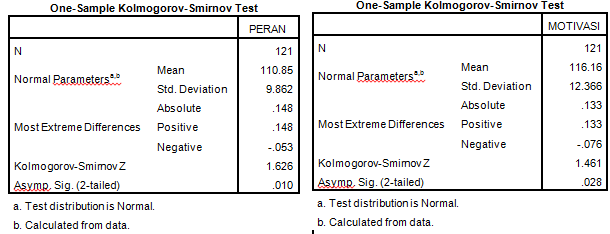 One-Sample Kolmogorov-Smirnov Test
PERAN
N 121
Normal Parametersa,b Mean 110.85
Std. Deviation 9.862
Most Extreme Differences Absolute .148
Positive .148
Negative -.053
Kolmogorov-Smirnov Z 1.626
Asymp. Sig. (2-tailed) .010
a. Test distribution is Normal.
b. Calculated from data.
One-Sample Kolmogorov-Smirnov Test
MOTIVASI
N 121
Normal Parametersa,b Mean 116.16
Std. Deviation 12.366
Most Extreme Differences Absolute .133
Positive .133
Negative -.076
Kolmogorov-Smirnov Z 1.461
Asymp. Sig. (2-tailed) .028
a. Test distribution is Normal.
b. Calculated from data.